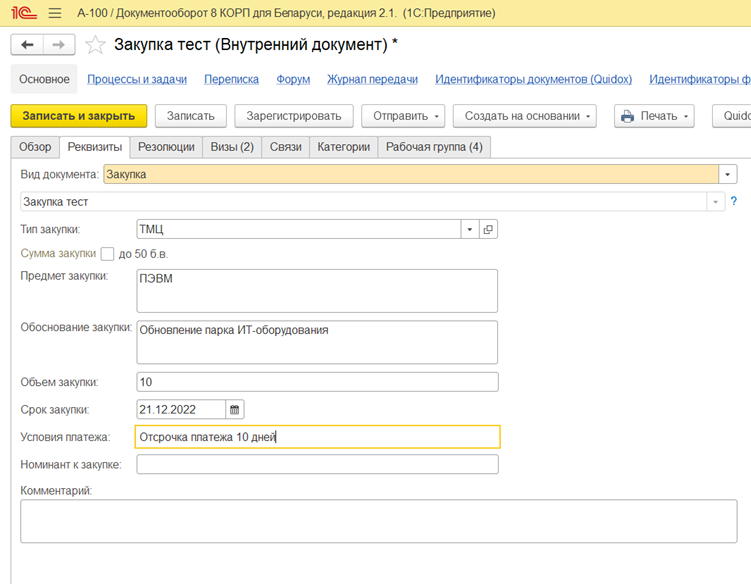 1С А-100 / Документооборот 8 КОРП для Беларуси, редакция 2.1. (1С:Предприятие)
Закупка тест (Внутренний документ) *
Основное Процессы и задачи Переписка Форум Журнал передачи Идентификаторы документов (Quidox) Идентификаторы ф
Записать и закрыть Записать Зарегистрировать Отправить Создать на основании Печать Quido
Обзор Реквизиты Резолюции Визы (2) Связи Категории Рабочая группа (4)
Вид документа: Закупка
Закупка тест ?
Тип закупки: ТМЦ
Сумма закупки до 50 б.в.
Предмет закупки: ПЭВМ
Обоснование закупки: Обновление парка ИТ-оборудования
Объем закупки: 10
Срок закупки: 21.12.2022
Условия платежа: Отсрочка платежа 10 дней
Номинант к закупке:
Комментарий: